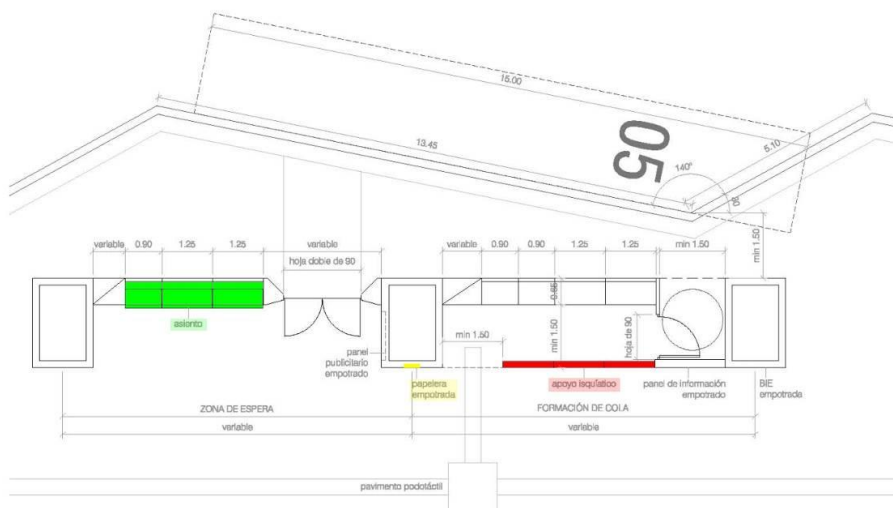 15.00
13.45
05
140°
5.10
90
min 1.50
variable
0.90
1.25
1.25
variable
hoja doble de 90
variable
0.90
0.90
1.25
1.25
min 1.50
0.65
asiento
min 1.50
min 1.50
hoja de 90
panel
publicitario
empotrado
papelera
empotrada
apoyo isquiático
panel de información
empotrado
BIE
empotrada
ZONA DE ESPERA
FORMACIÓN DE COLA
variable
variable
pavimento podotáctil